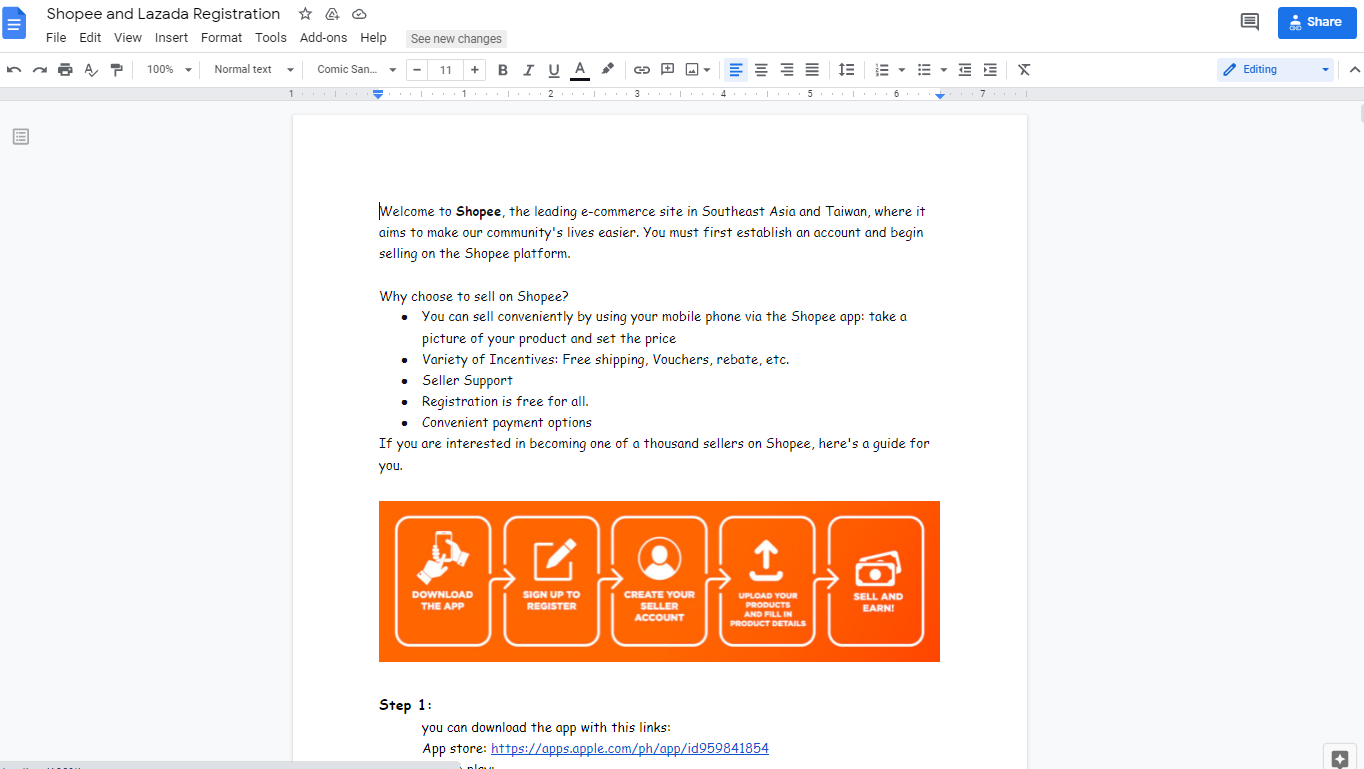 Shopee and Lazada Registration
File Edit View Insert Format Tools Add-ons Help See new changes
Share
100% Normal text Comic San... 11 B I U A Editing
1 1 2 3 4 5 6 7
Welcome to Shopee, the leading e-commerce site in Southeast Asia and Taiwan, where it
aims to make our community's lives easier. You must first establish an account and begin
selling on the Shopee platform.
Why choose to sell on Shopee?
● You can sell conveniently by using your mobile phone via the Shopee app: take a
picture of your product and set the price
● Variety of Incentives: Free shipping, Vouchers, rebate, etc.
● Seller Support
● Registration is free for all.
● Convenient payment options
If you are interested in becoming one of a thousand sellers on Shopee, here's a guide for
you.
DOWNLOAD
THE APP
SIGN UP TO
REGISTER
CREATE YOUR
SELLER
ACCOUNT
UPLOAD YOUR
PRODUCTS
AND FILL IN
PRODUCT DETAILS
SELL AND
EARN!
Step 1:
you can download the app with this links:
App store: https://apps.apple.com/ph/app/id959841854
play: